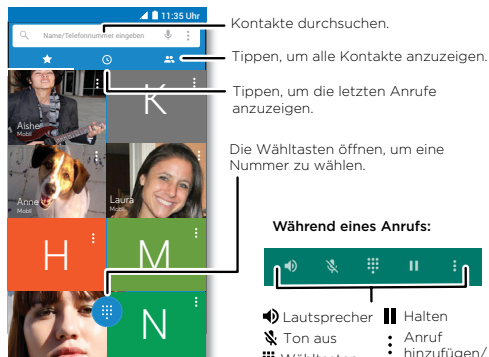 11:35 Uhr
Name/Telefonnummer eingeben
Kontakte durchsuchen.
Tippen, um alle Kontakte anzuzeigen.
Tippen, um die letzten Anrufe
anzuzeigen.
Die Wähltasten öffnen, um eine
Nummer zu wählen.
Aishe
Mobil
K
Anne
Mobil
Laura
Mobil
H
M
N
Während eines Anrufs:
Lautsprecher
Halten
Ton aus
Anruf
hinzufügen/
Wähltasten